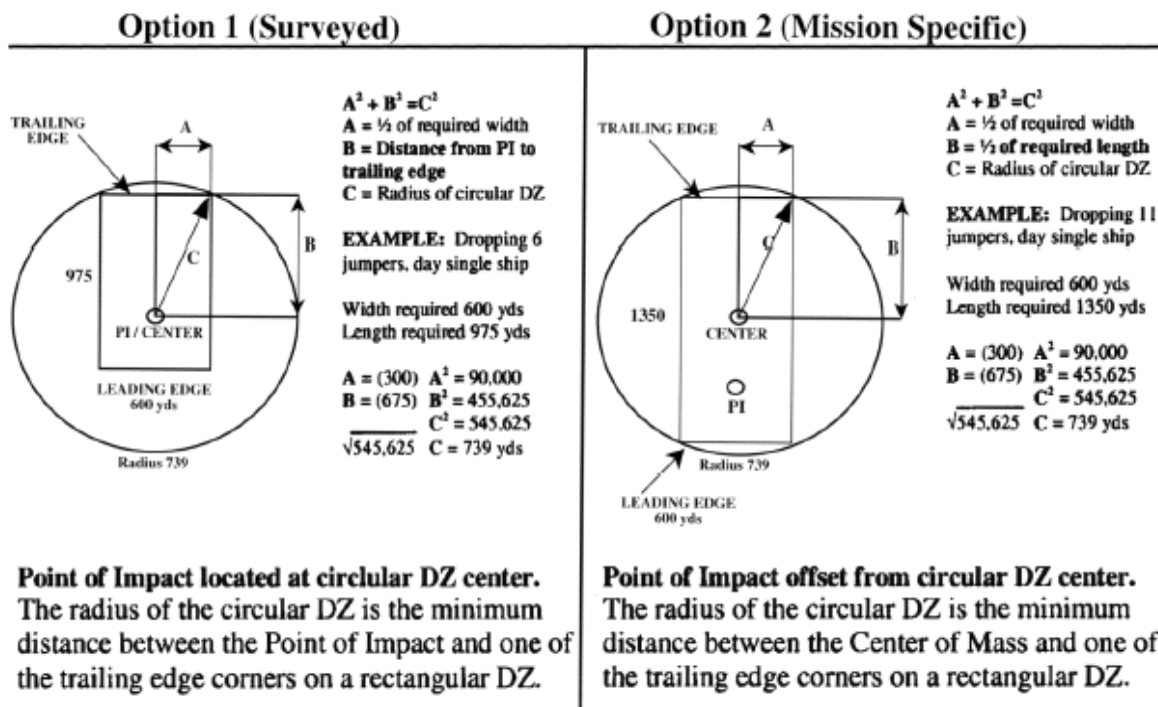 Option 1 (Surveyed)
TRAILING EDGE
A
B
C
975
PI / CENTER
LEADING EDGE
600 yds
Radius 739
A² + B² =C²
A = ½ of required width
B = Distance from PI to
trailing edge
C = Radius of circular DZ
EXAMPLE: Dropping 6
jumpers, day single ship
Width required 600 yds
Length required 975 yds
A = (300) A² = 90,000
B = (675) B² = 455,625
C² = 545,625
√545,625 C = 739 yds
Point of Impact located at circlular DZ center.
The radius of the circular DZ is the minimum
distance between the Point of Impact and one of
the trailing edge corners on a rectangular DZ.
Option 2 (Mission Specific)
TRAILING EDGE
A
B
C
1350
CENTER
PI
Radius 739
LEADING EDGE
600 yds
A² + B² =C²
A = ½ of required width
B = ½ of required length
C = Radius of circular DZ
EXAMPLE: Dropping 11
jumpers, day single ship
Width required 600 yds
Length required 1350 yds
A = (300) A² = 90,000
B = (675) B² = 455,625
C² = 545,625
√545,625 C = 739 yds
Point of Impact offset from circular DZ center.
The radius of the circular DZ is the minimum
distance between the Center of Mass and one of
the trailing edge corners on a rectangular DZ.